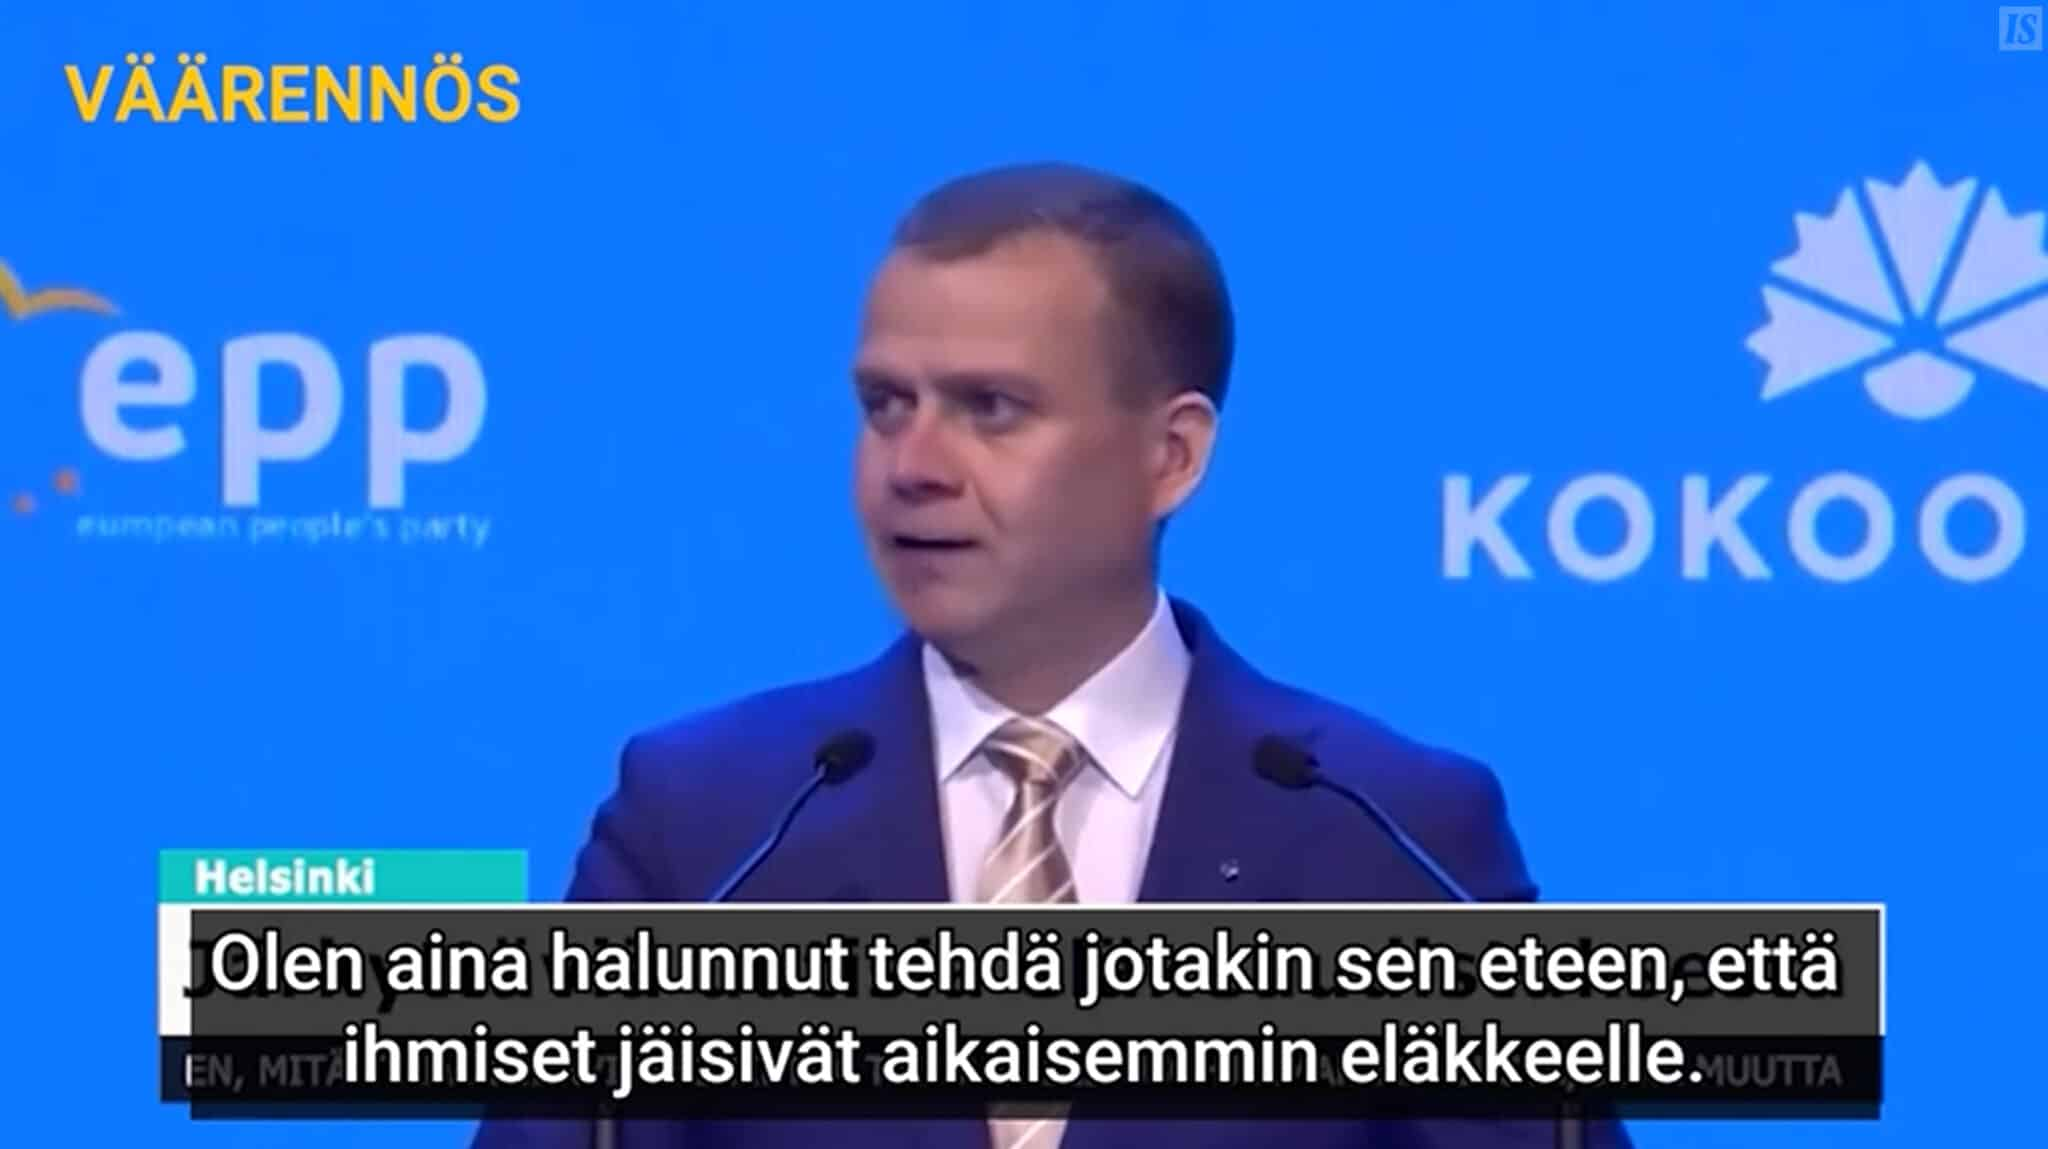 IS
VÄÄRENNÖS
epp
european people's party
KOKOO
Helsinki
Olen aina halunnut tehdä jotakin sen eteen, että
ihmiset jäisivät aikaisemmin eläkkeelle.
EN, MITÄ
MUUTTA